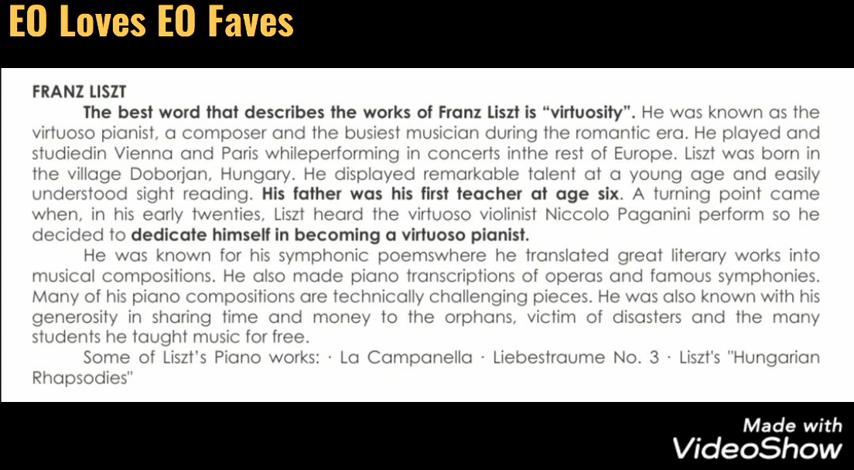 EO Loves EO Faves
FRANZ LISZT
The best word that describes the works of Franz Liszt is “virtuosity”. He was known as the
virtuoso pianist, a composer and the busiest musician during the romantic era. He played and
studiedin Vienna and Paris whileperforming in concerts inthe rest of Europe. Liszt was born in
the village Doborjan, Hungary. He displayed remarkable talent at a young age and easily
understood sight reading. His father was his first teacher at age six. A turning point came
when, in his early twenties, Liszt heard the virtuoso violinist Niccolo Paganini perform so he
decided to dedicate himself in becoming a virtuoso pianist.
He was known for his symphonic poemswhere he translated great literary works into
musical compositions. He also made piano transcriptions of operas and famous symphonies.
Many of his piano compositions are technically challenging pieces. He was also known with his
generosity in sharing time and money to the orphans, victim of disasters and the many
students he taught music for free.
Some of Liszt’s Piano works: · La Campanella · Liebestraume No. 3 · Liszt's "Hungarian
Rhapsodies"
Made with
VideoShow